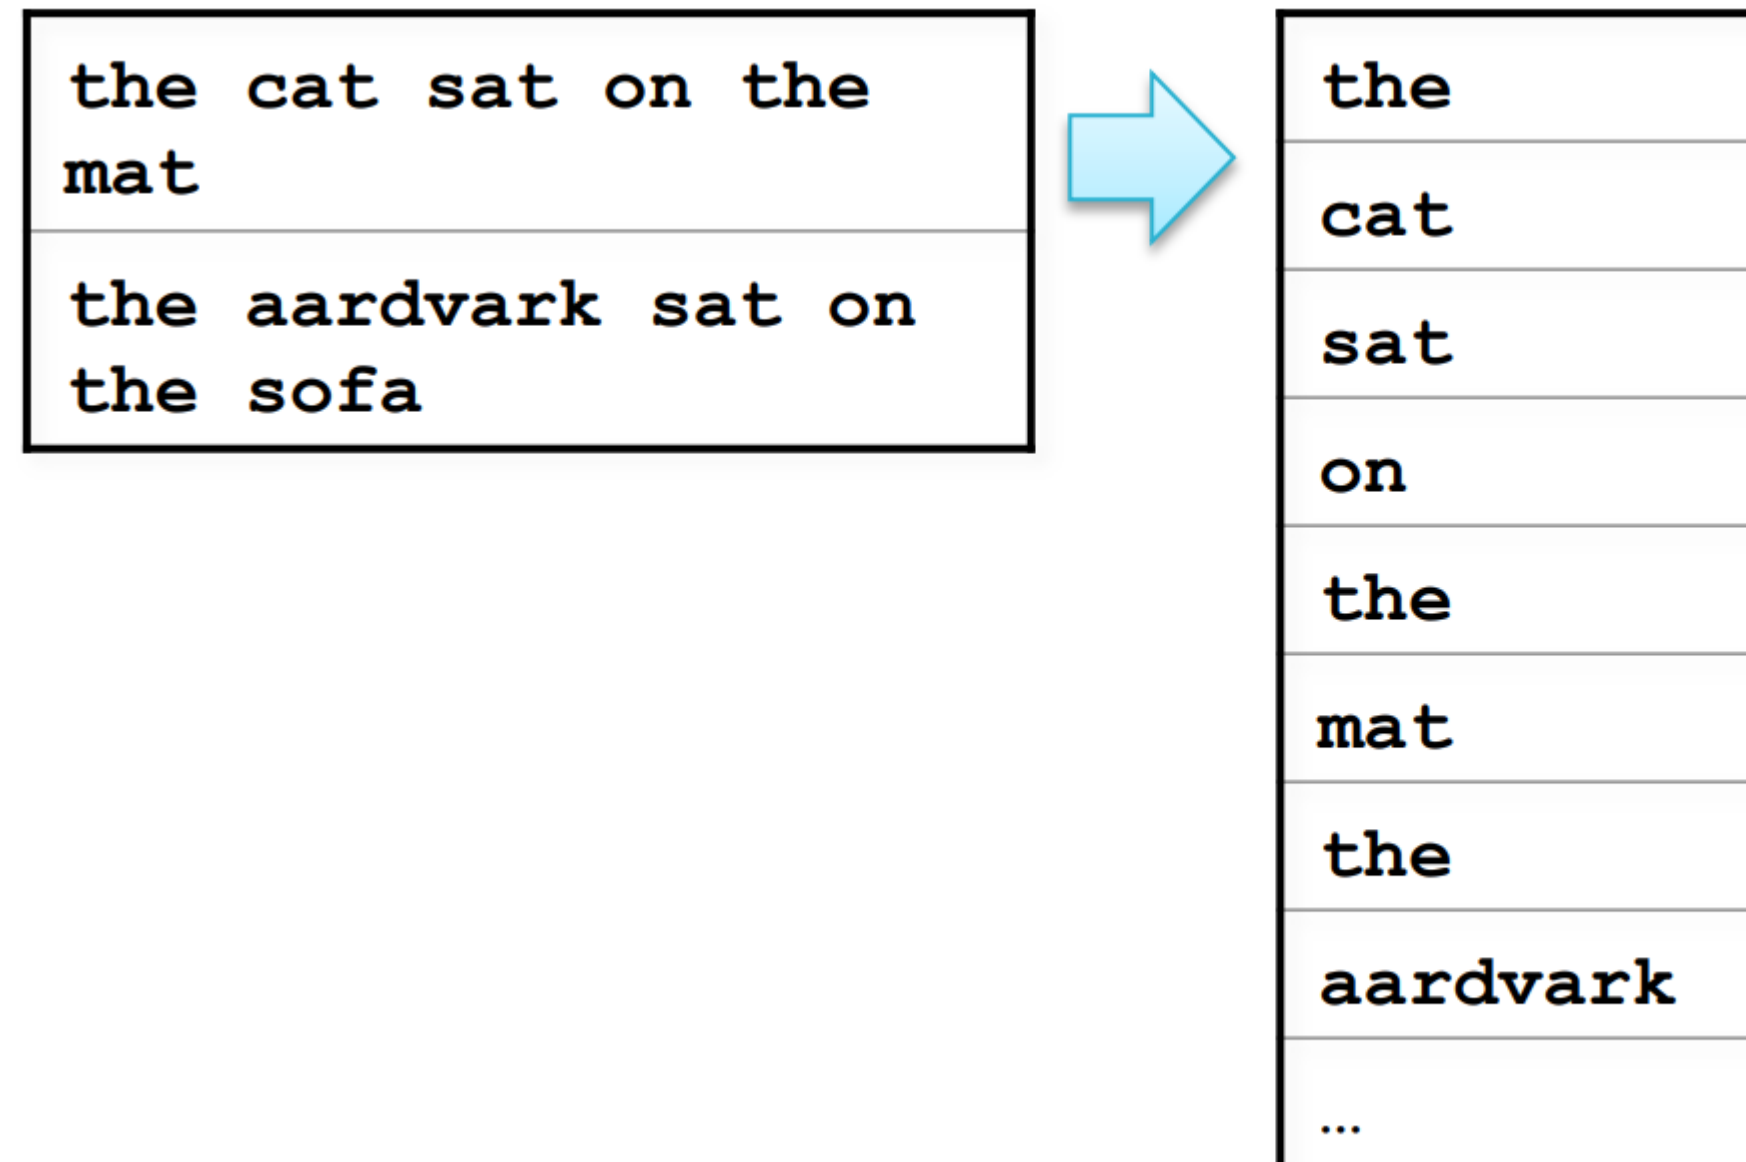 the cat sat on the
mat
the aardvark sat on
the sofa
the
cat
sat
on
the
mat
the
aardvark
...